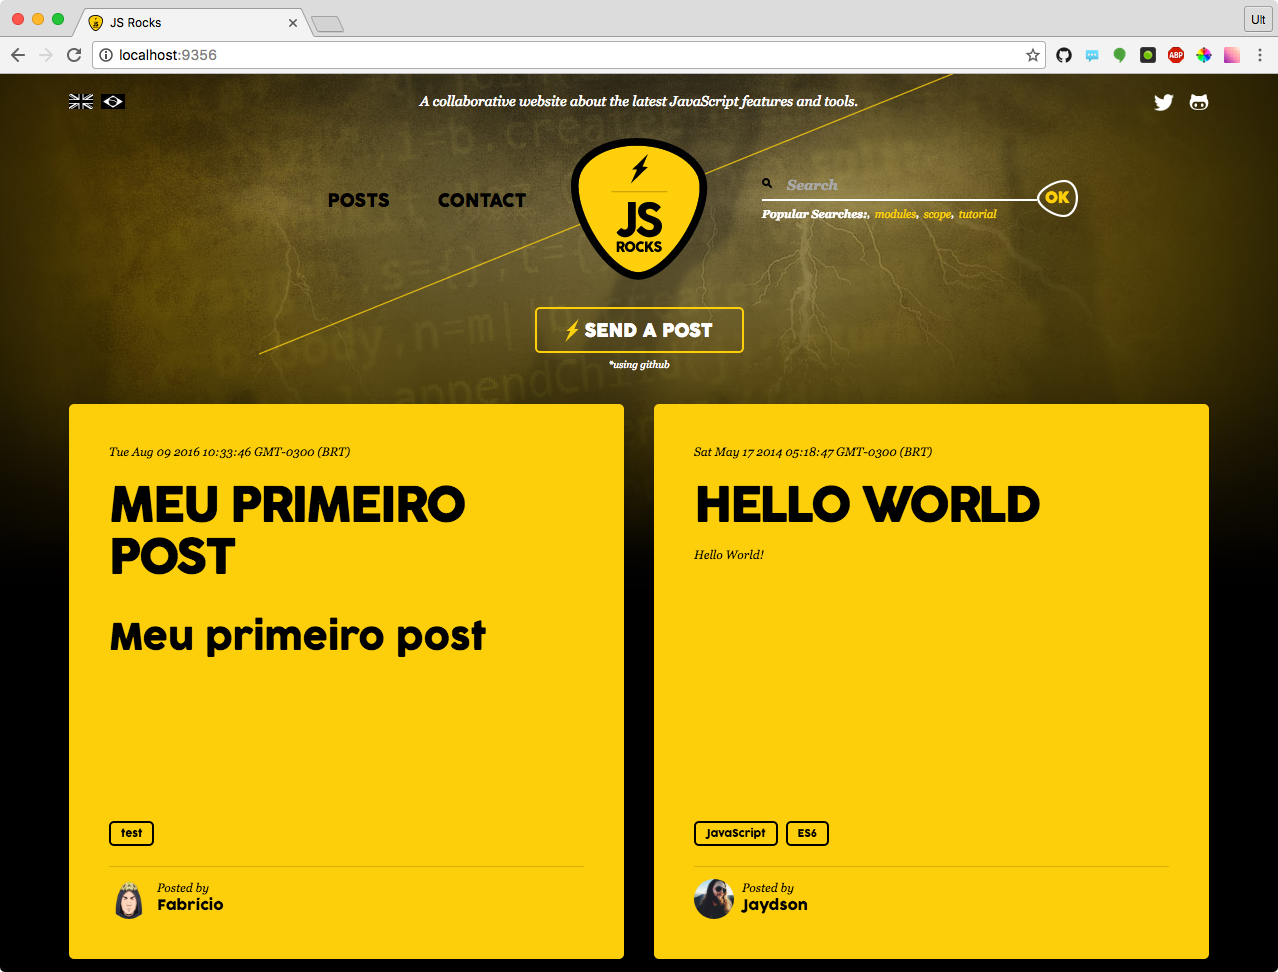 JS Rocks
Ult
localhost:9356
ABP
A collaborative website about the latest JavaScript features and tools.
POSTS
CONTACT
JS
ROCKS
Search
OK
Popular Searches:, modules, scope, tutorial
SEND A POST
*using github
Tue Aug 09 2016 10:33:46 GMT-0300 (BRT)
MEU PRIMEIRO
POST
Meu primeiro post
test
Posted by
Fabrício
Sat May 17 2014 05:18:47 GMT-0300 (BRT)
HELLO WORLD
Hello World!
JavaScript
ES6
Posted by
Jaydson